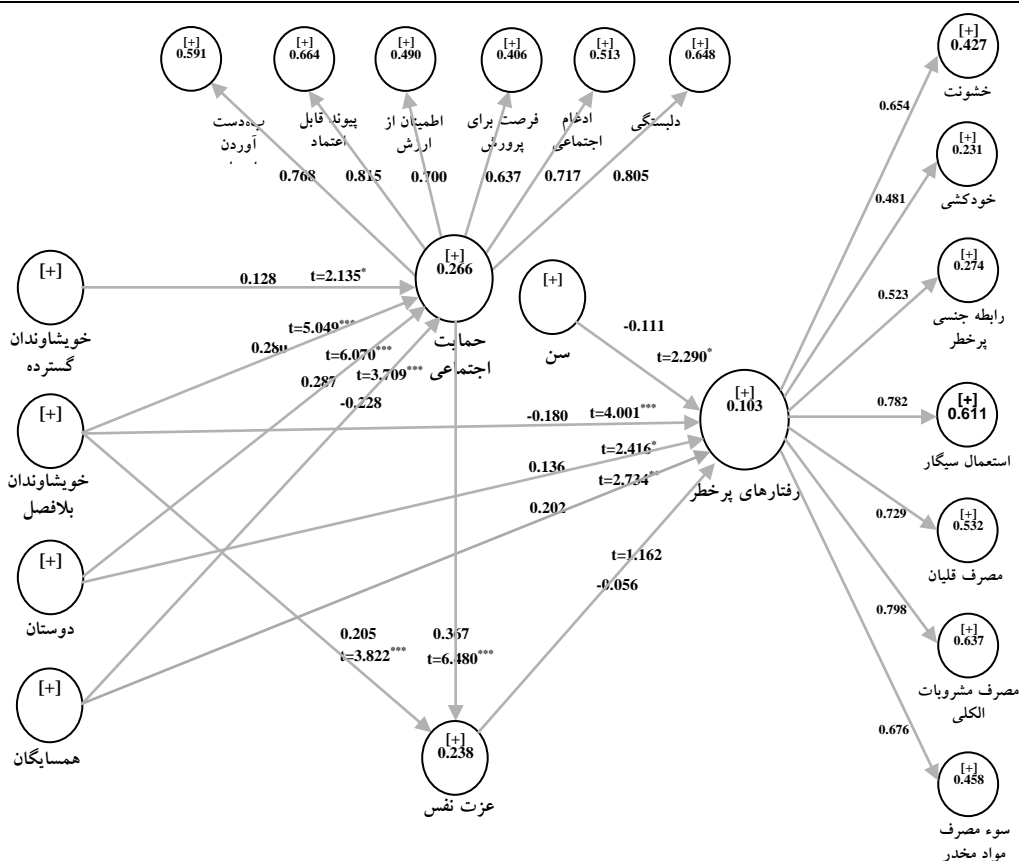 [+]
0.591
[+]
0.664
[+]
0.490
[+]
0.406
[+]
0.513
[+]
0.648
به‌دست
آوردن
پیوند قابل
اعتماد
اطمینان از
ارزش
فرصت برای
پرورش
ادغام
اجتماعی
دلبستگی
0.768
0.815
0.700
0.637
0.717
0.805
[+]
0.266
حمایت
اجتماعی
[+]
سن
[+]
خویشاوندان
گسترده
[+]
خویشاوندان
بلافصل
[+]
دوستان
[+]
همسایگان
0.128 t=2.135*
t=5.049***
0.280
t=6.070***
0.287
t=3.709***
-0.228
-0.111
t=2.290*
-0.180 t=4.001***
t=2.416*
0.136
t=2.734**
0.202
t=1.162
-0.056
0.205
t=3.822***
0.367
t=6.480***
[+]
0.238
عزت نفس
[+]
0.103
رفتارهای پرخطر
0.654
0.481
0.523
0.782
0.729
0.798
0.676
[+]
0.427
خشونت
[+]
0.231
خودکشی
[+]
0.274
رابطه جنسی
پرخطر
[+]
0.611
استعمال سیگار
[+]
0.532
مصرف قلیان
[+]
0.637
مصرف مشروبات
الکلی
[+]
0.458
سوء مصرف
مواد مخدر